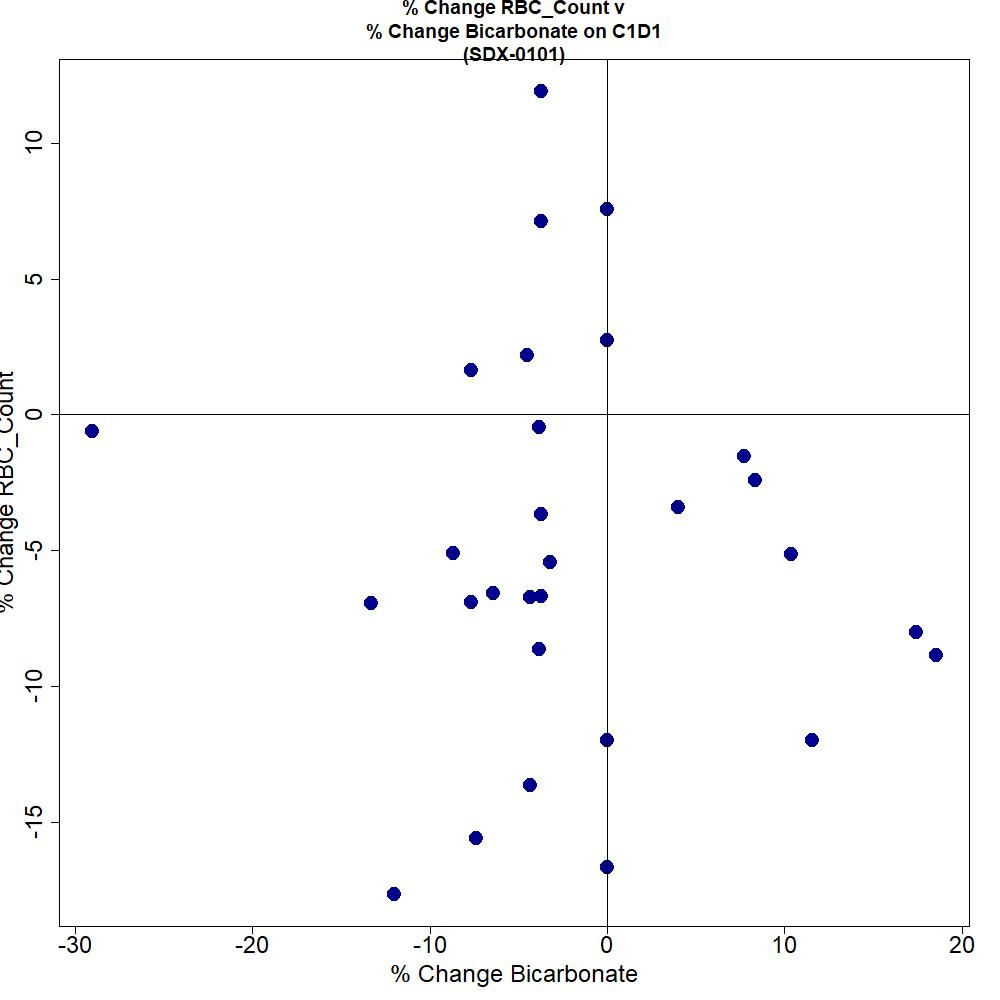 % Change RBC_Count v
% Change Bicarbonate on C1D1
(SDX-0101)
10
5
0
-5
-10
-15
% Change RBC_Count
-30
-20
-10
0
10
20
% Change Bicarbonate